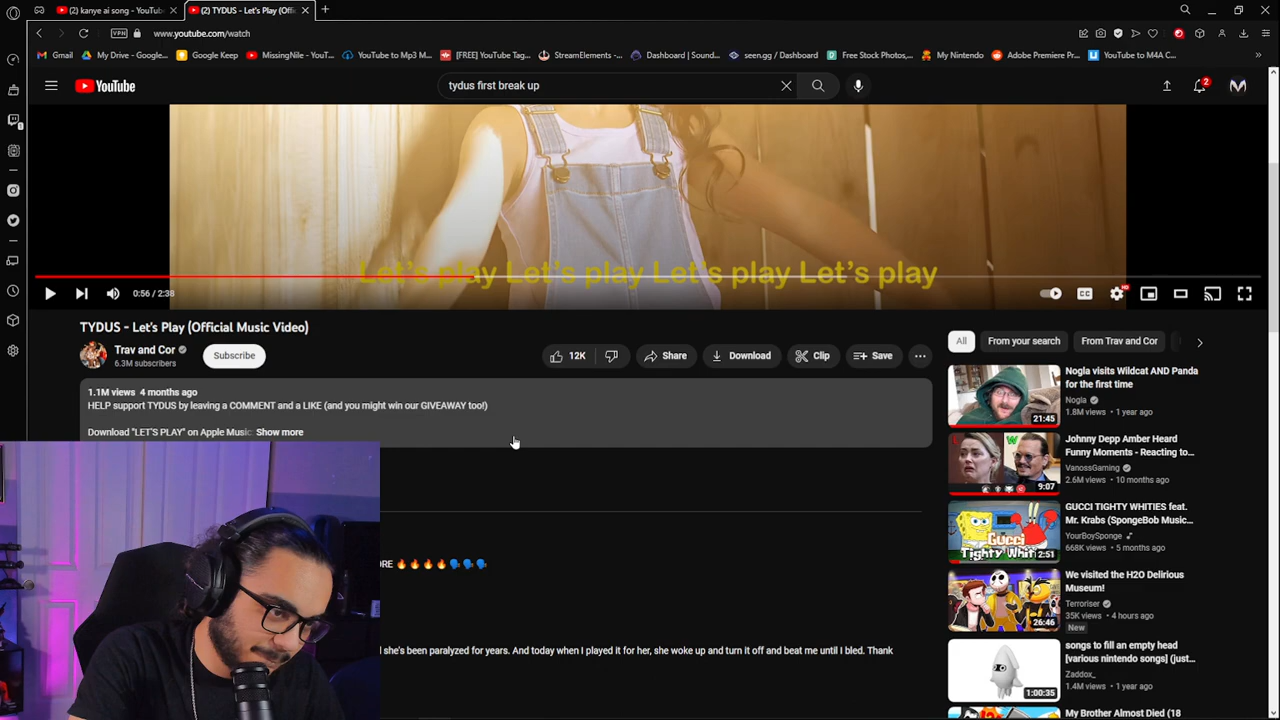 (2) kanye ai song - YouTub
(2) TYDUS - Let's Play (Offi
VPN
www.youtube.com/watch
Gmail
My Drive - Google...
Google Keep
MissingNile - YouT...
YouTube to Mp3 M...
[FREE] YouTube Tag...
StreamElements -...
Dashboard | Sound...
seen.gg / Dashboard
Free Stock Photos,...
My Nintendo
Adobe Premiere Pr...
YouTube to M4A C...
YouTube
tydus first break up
2
Let's play Let's play Let's play Let's play
0:56 / 2:38
CC
HD
TYDUS - Let's Play (Official Music Video)
Trav and Cor
6.3M subscribers
Subscribe
12K
Share
Download
Clip
Save
1.1M views 4 months ago
HELP support TYDUS by leaving a COMMENT and a LIKE (and you might win our GIVEAWAY too!)
Download "LET'S PLAY" on Apple Music: Show more
ORE 🔥🔥🔥🔥🗣️🗣️🗣️
she's been paralyzed for years. And today when I played it for her, she woke up and turn it off and beat me until I bled. Thank
All
From your search
From Trav and Cor
21:45
Nogla visits Wildcat AND Panda
for the first time
Nogla
1.8M views • 1 year ago
L
W
9:07
Johnny Depp Amber Heard
Funny Moments - Reacting to...
VanossGaming
2.6M views • 10 months ago
Gucci
Tighty Whiti
2:51
GUCCI TIGHTY WHITIES feat.
Mr. Krabs (SpongeBob Music...
YourBoySponge
668K views • 5 months ago
26:46
We visited the H2O Delirious
Museum!
Terroriser
35K views • 4 hours ago
New
1:00:35
songs to fill an empty head
[various nintendo songs] (just...
Zaddox_
1.4M views • 1 year ago
My Brother Almost Died (18